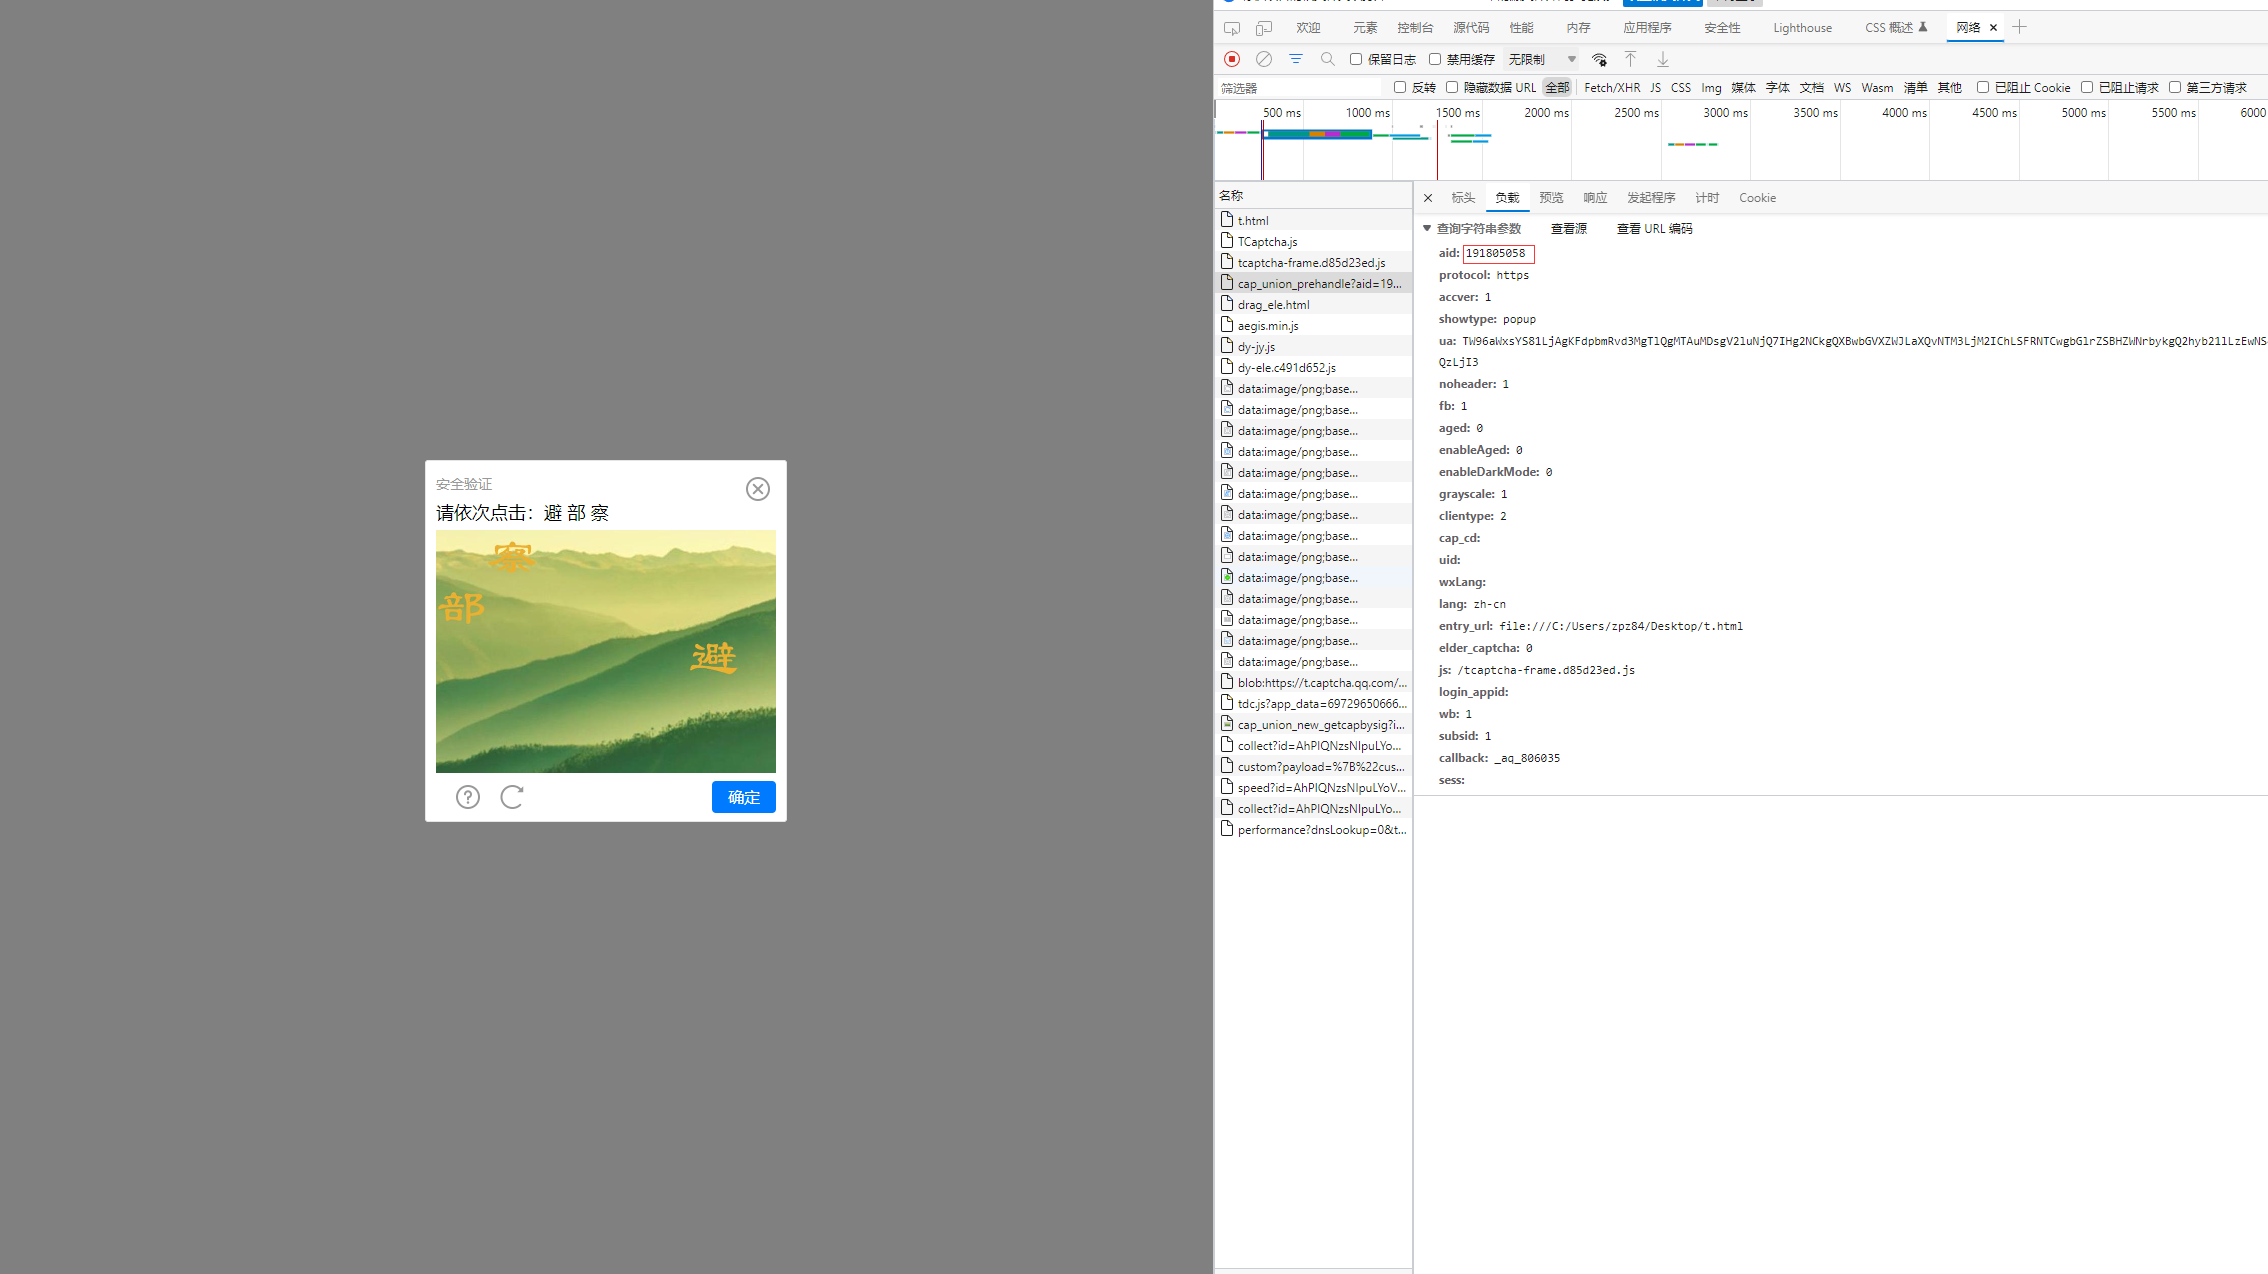 安全验证
请依次点击：避 部 察
察
部
避
确定
欢迎 元素 控制台 源代码 性能 内存 应用程序 安全性 Lighthouse CSS 概述 网络
保留日志 禁用缓存 无限制
筛选器 反转 隐藏数据 URL 全部 Fetch/XHR JS CSS Img 媒体 字体 文档 WS Wasm 清单 其他 已阻止 Cookie 已阻止请求 第三方请求
500 ms 1000 ms 1500 ms 2000 ms 2500 ms 3000 ms 3500 ms 4000 ms 4500 ms 5000 ms 5500 ms 6000
名称
t.html
TCaptcha.js
tcaptcha-frame.d85d23ed.js
cap_union_prehandle?aid=19...
drag_ele.html
aegis.min.js
dy-jy.js
dy-ele.c491d652.js
data:image/png;base...
data:image/png;base...
data:image/png;base...
data:image/png;base...
data:image/png;base...
data:image/png;base...
data:image/png;base...
data:image/png;base...
data:image/png;base...
data:image/png;base...
data:image/png;base...
data:image/png;base...
data:image/png;base...
data:image/png;base...
blob:https://t.captcha.qq.com/...
tdc.js?app_data=69729650666...
cap_union_new_getcapbysig?i...
collect?id=AhPIQNzsNIpuLYo...
custom?payload=%7B%22cus...
speed?id=AhPIQNzsNIpuLYoV...
collect?id=AhPIQNzsNIpuLYo...
performance?dnsLookup=0&t...
标头 负载 预览 响应 发起程序 计时 Cookie
查询字符串参数 查看源 查看 URL 编码
aid: 191805058
protocol: https
accver: 1
showtype: popup
ua:
QzLjI3
noheader: 1
fb: 1
aged: 0
enableAged: 0
enableDarkMode: 0
grayscale: 1
clientype: 2
cap_cd:
uid:
wxLang:
lang: zh-cn
entry_url: file:///C:/Users/zpz84/Desktop/t.html
elder_captcha: 0
js: /tcaptcha-frame.d85d23ed.js
login_appid:
wb: 1
subsid: 1
callback: _aq_806035
sess: